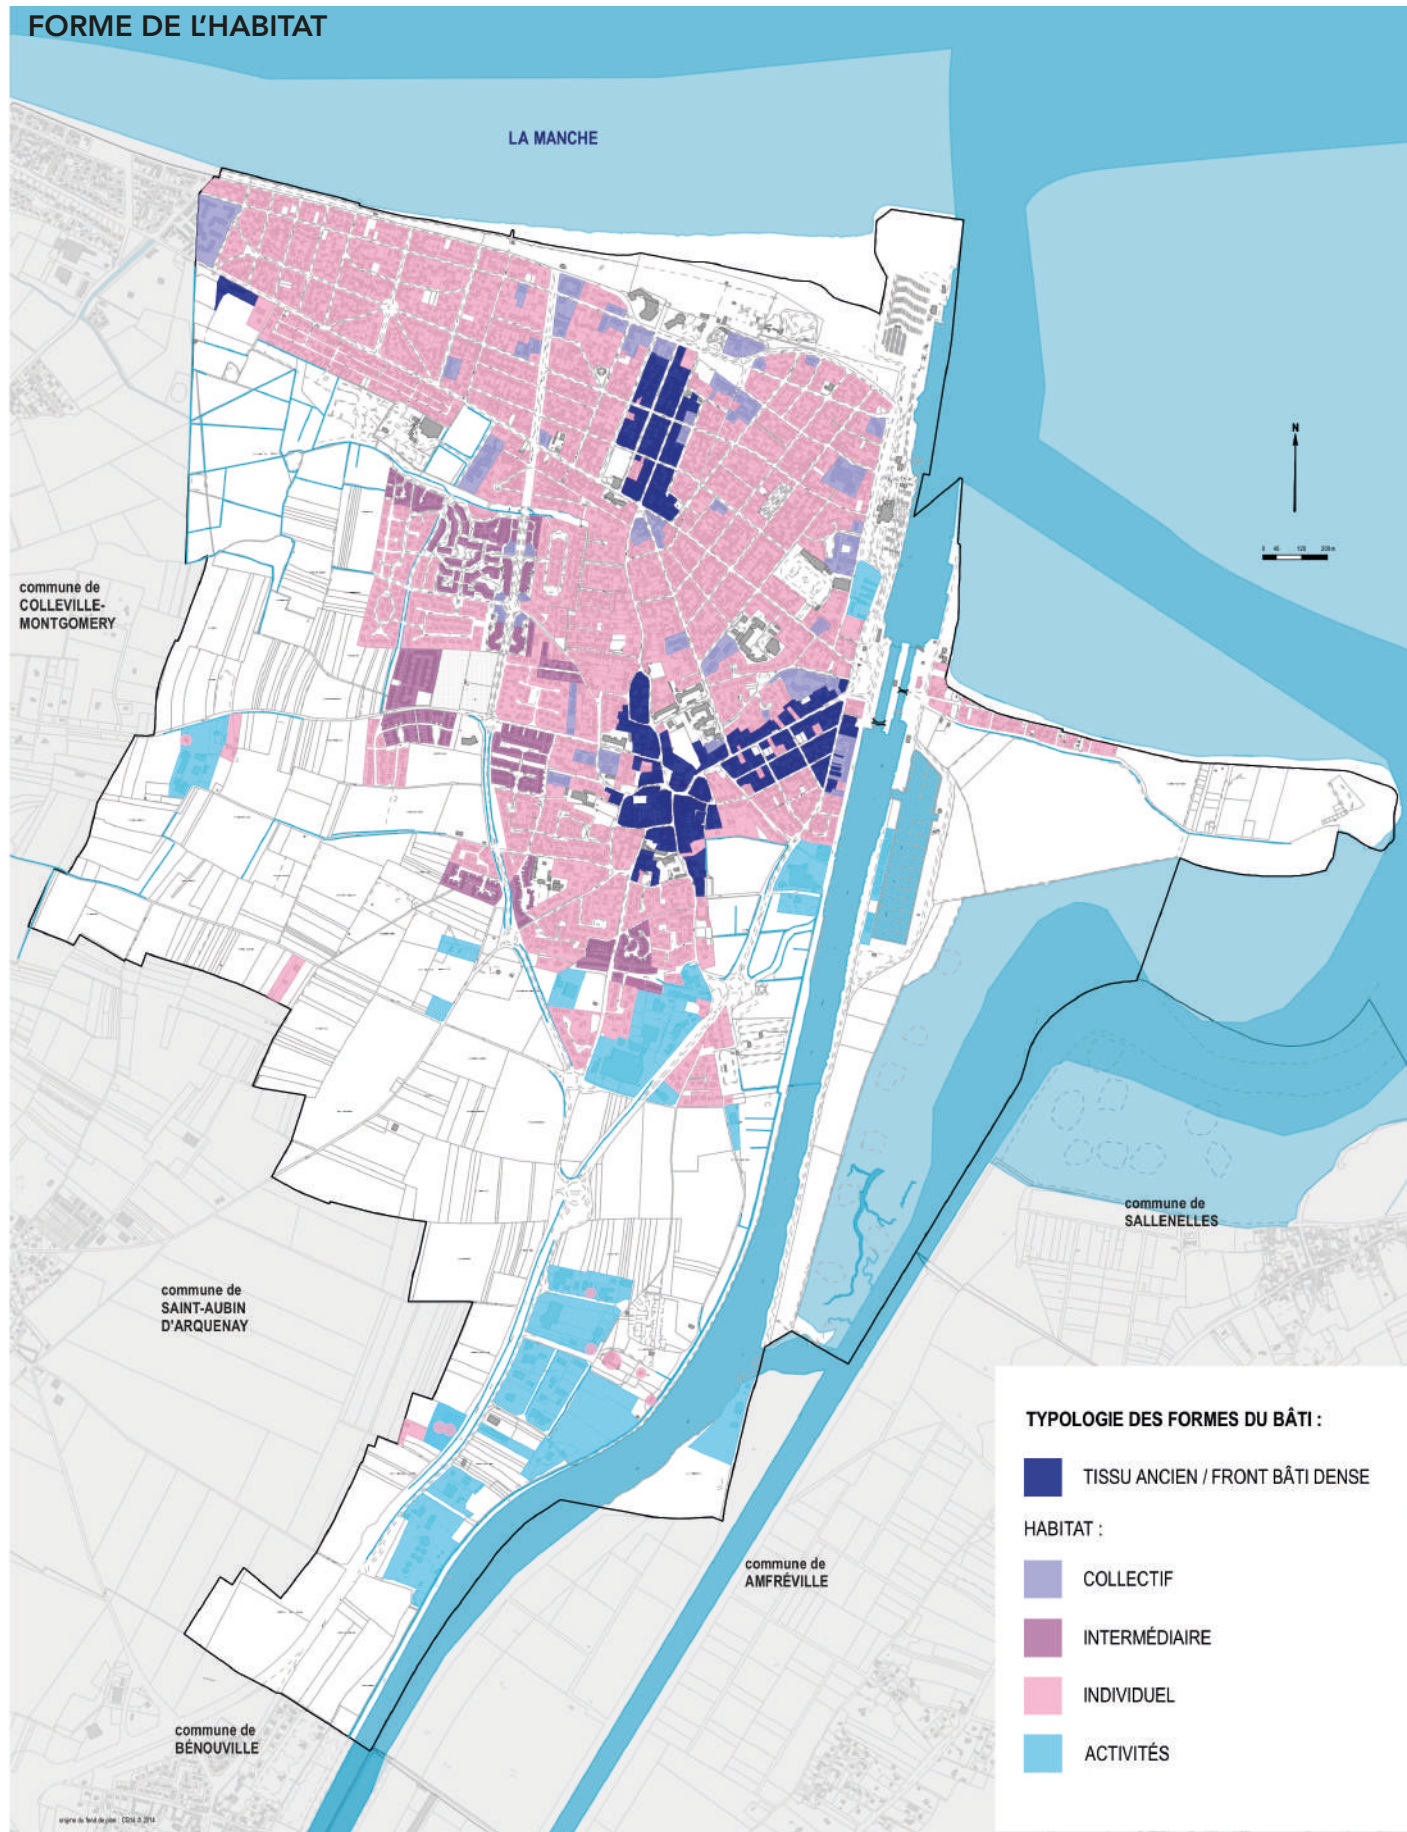 FORME DE L'HABITAT
LA MANCHE
N
commune de
COLLEVILLE-
MONTGOMERY
commune de
SALLENELLES
commune de
SAINT-AUBIN
D'ARQUENAY
commune de
AMFRÉVILLE
commune de
BÉNOUVILLE
TYPOLOGIE DES FORMES DU BÂTI :
TISSU ANCIEN / FRONT BÂTI DENSE
HABITAT :
COLLECTIF
INTERMÉDIAIRE
INDIVIDUEL
ACTIVITÉS